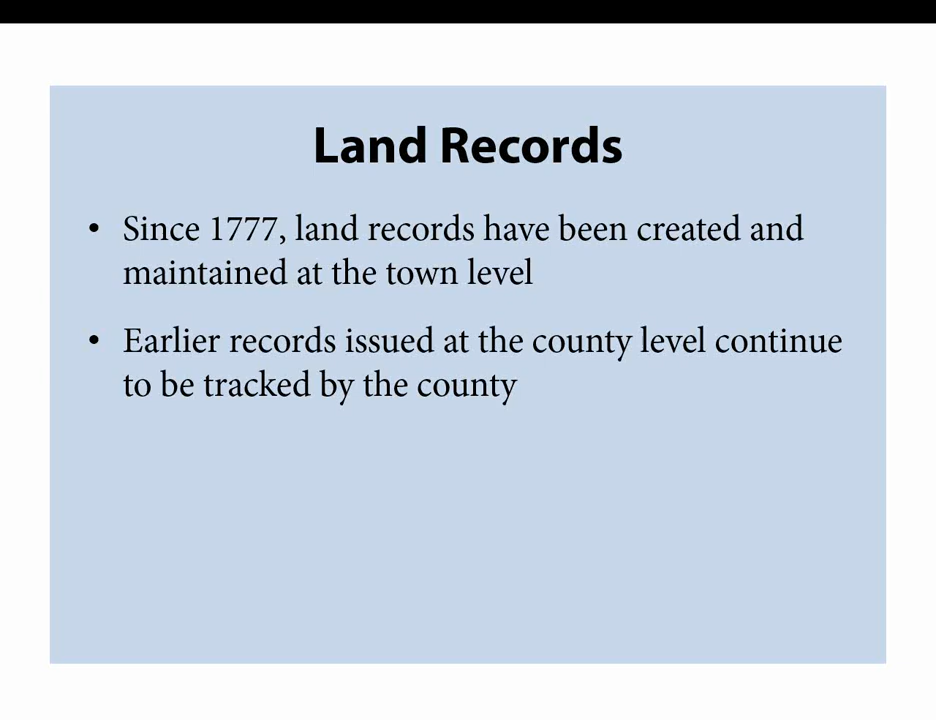 Land Records
• Since 1777, land records have been created and
maintained at the town level
• Earlier records issued at the county level continue
to be tracked by the county